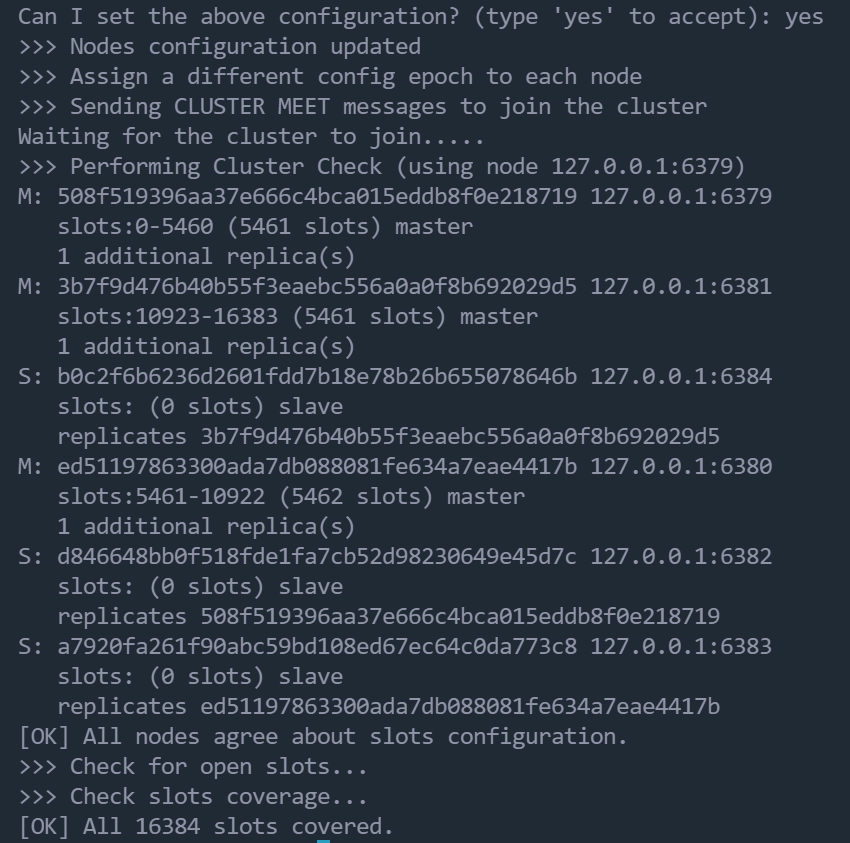 Can I set the above configuration? (type 'yes' to accept): yes
>>> Nodes configuration updated
>>> Assign a different config epoch to each node
>>> Sending CLUSTER MEET messages to join the cluster
Waiting for the cluster to join.....
>>> Performing Cluster Check (using node 127.0.0.1:6379)
M: 508f519396aa37e666c4bca015eddb8f0e218719 127.0.0.1:6379
   slots:0-5460 (5461 slots) master
   1 additional replica(s)
M: 3b7f9d476b40b55f3eaebc556a0a0f8b692029d5 127.0.0.1:6381
   slots:10923-16383 (5461 slots) master
   1 additional replica(s)
S: b0c2f6b6236d2601fdd7b18e78b26b655078646b 127.0.0.1:6384
   slots: (0 slots) slave
   replicates 3b7f9d476b40b55f3eaebc556a0a0f8b692029d5
M: ed51197863300ada7db088081fe634a7eae4417b 127.0.0.1:6380
   slots:5461-10922 (5462 slots) master
   1 additional replica(s)
S: d846648bb0f518fde1fa7cb52d98230649e45d7c 127.0.0.1:6382
   slots: (0 slots) slave
   replicates 508f519396aa37e666c4bca015eddb8f0e218719
S: a7920fa261f90abc59bd108ed67ec64c0da773c8 127.0.0.1:6383
   slots: (0 slots) slave
   replicates ed51197863300ada7db088081fe634a7eae4417b
[OK] All nodes agree about slots configuration.
>>> Check for open slots...
>>> Check slots coverage...
[OK] All 16384 slots covered.